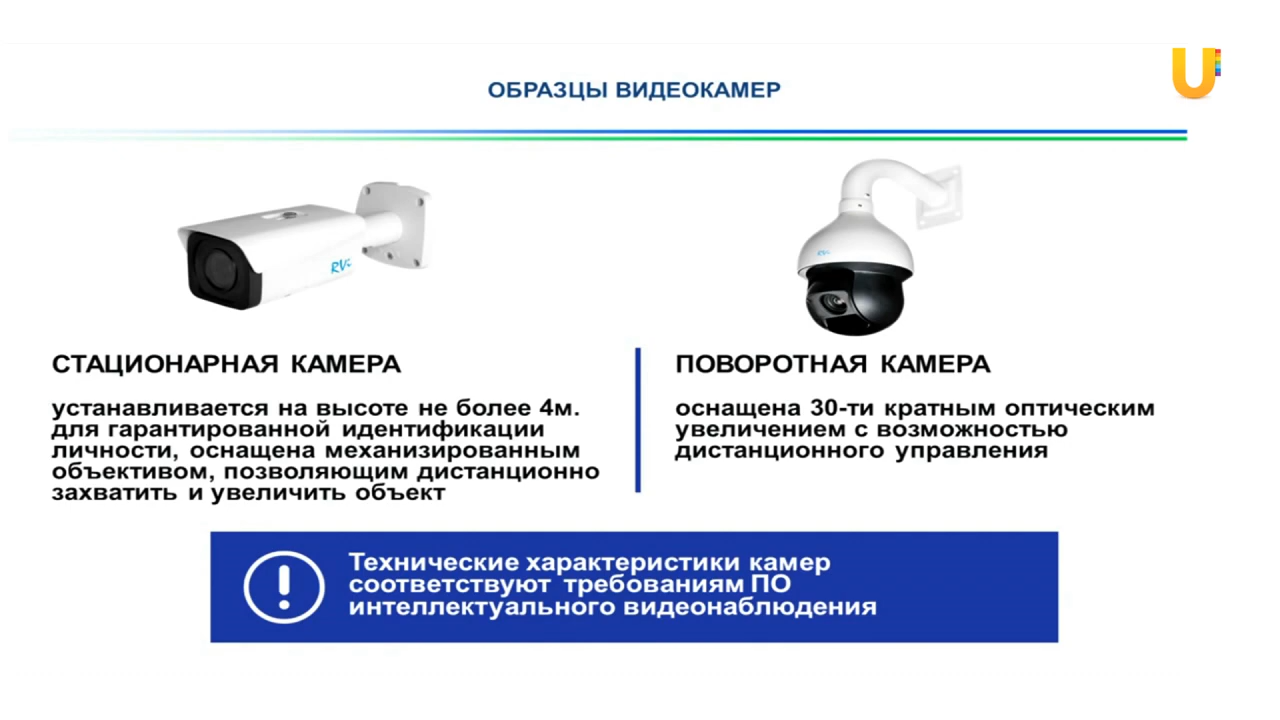 ОБРАЗЦЫ ВИДЕОКАМЕР
U
RVi
RVi
СТАЦИОНАРНАЯ КАМЕРА
устанавливается на высоте не более 4м.
для гарантированной идентификации
личности, оснащена механизированным
объективом, позволяющим дистанционно
захватить и увеличить объект
ПОВОРОТНАЯ КАМЕРА
оснащена 30-ти кратным оптическим
увеличением с возможностью
дистанционного управления
Технические характеристики камер
соответствуют требованиям ПО
интеллектуального видеонаблюдения